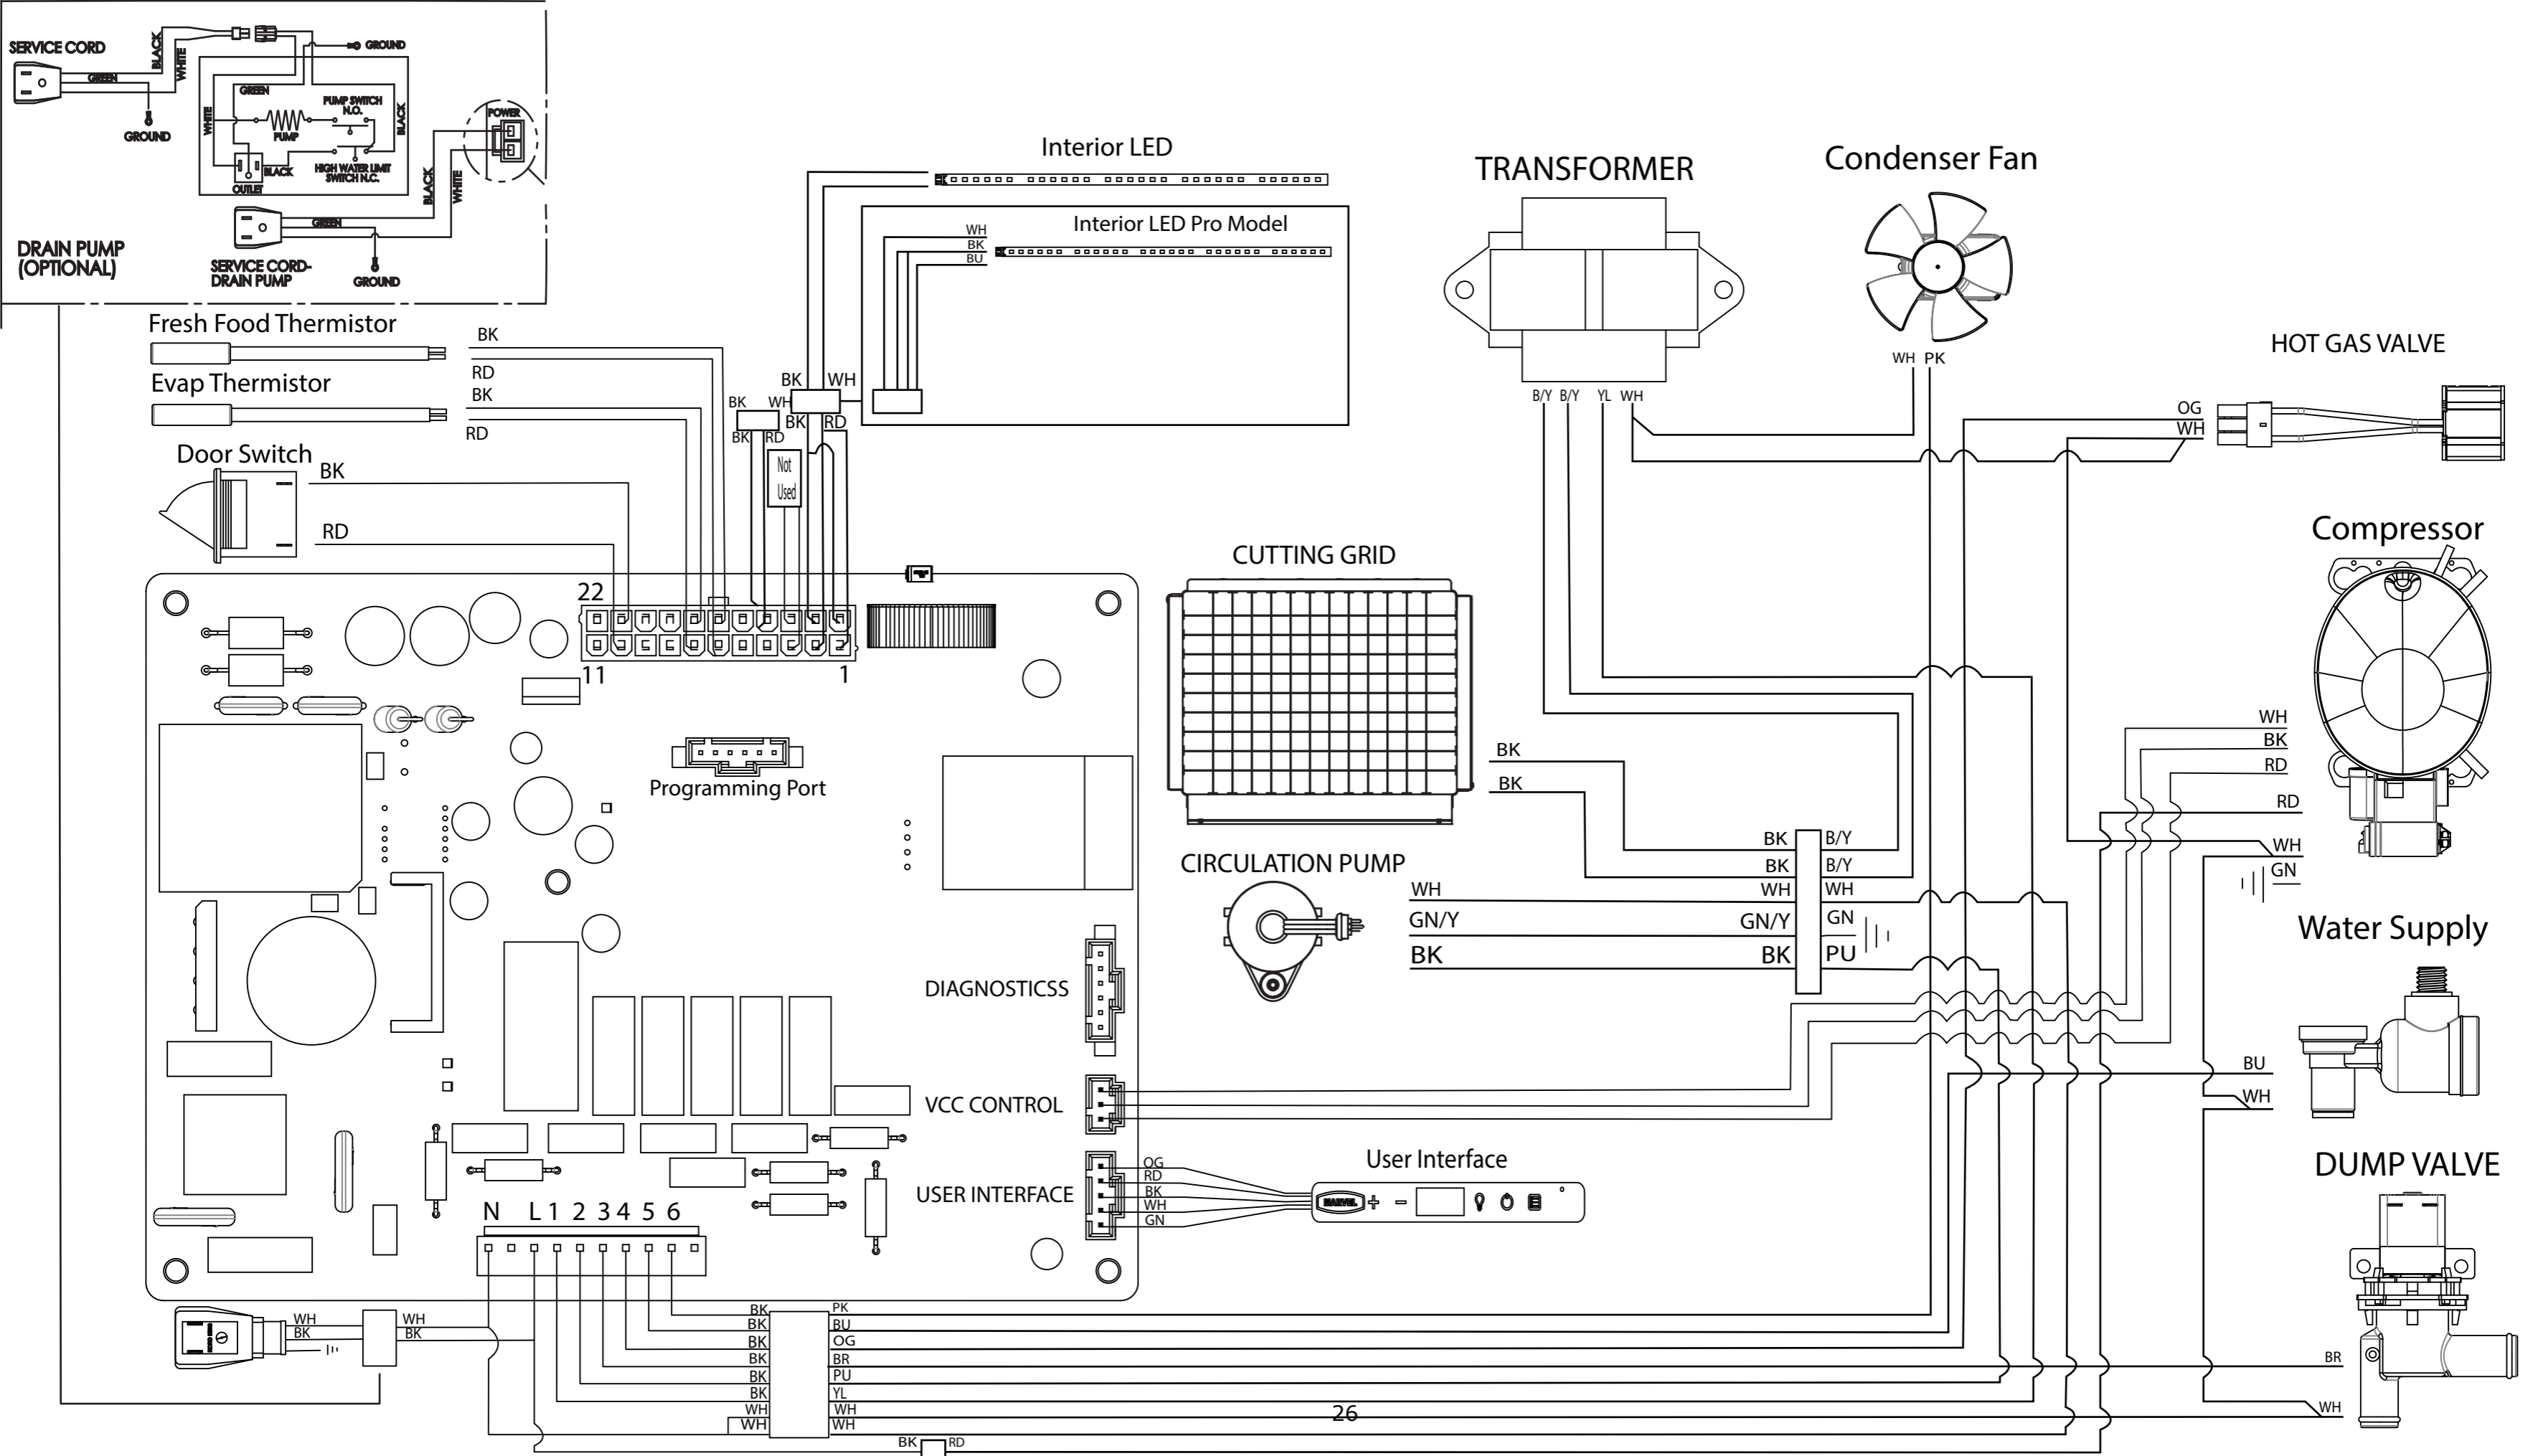 SERVICE CORD
BLACK
WHITE
GREEN
GROUND
GROUND
GREEN
WHITE
PUMP SWITCH
N.O.
PUMP
BLACK
BLACK
OUTLET
HIGH WATER LIMIT
SWITCH N.C.
POWER
BLACK
WHITE
GREEN
DRAIN PUMP
(OPTIONAL)
SERVICE CORD-
DRAIN PUMP
GROUND
Interior LED
Interior LED Pro Model
WH
BK
BU
TRANSFORMER
B/Y B/Y YL WH
Condenser Fan
WH PK
HOT GAS VALVE
OG
WH
Fresh Food Thermistor
BK
RD
Evap Thermistor
BK
RD
Door Switch
BK
RD
BK WH
BK WH
BK RD
BK RD
Not
Used
22
11
1
Programming Port
CUTTING GRID
BK
BK
Compressor
WH
BK
RD
RD
WH
GN
CIRCULATION PUMP
WH
GN/Y
BK
BK B/Y
BK B/Y
WH WH
GN/Y GN
BK PU
Water Supply
BU
WH
DIAGNOSTICSS
VCC CONTROL
USER INTERFACE
OG
RD
BK
WH
GN
User Interface
MARVEL + -
DUMP VALVE
BR
WH
N L 1 2 3 4 5 6
WH WH
BK BK
BK PK
BK BU
BK OG
BK BR
BK PU
BK YL
WH WH
WH WH
BK RD
26